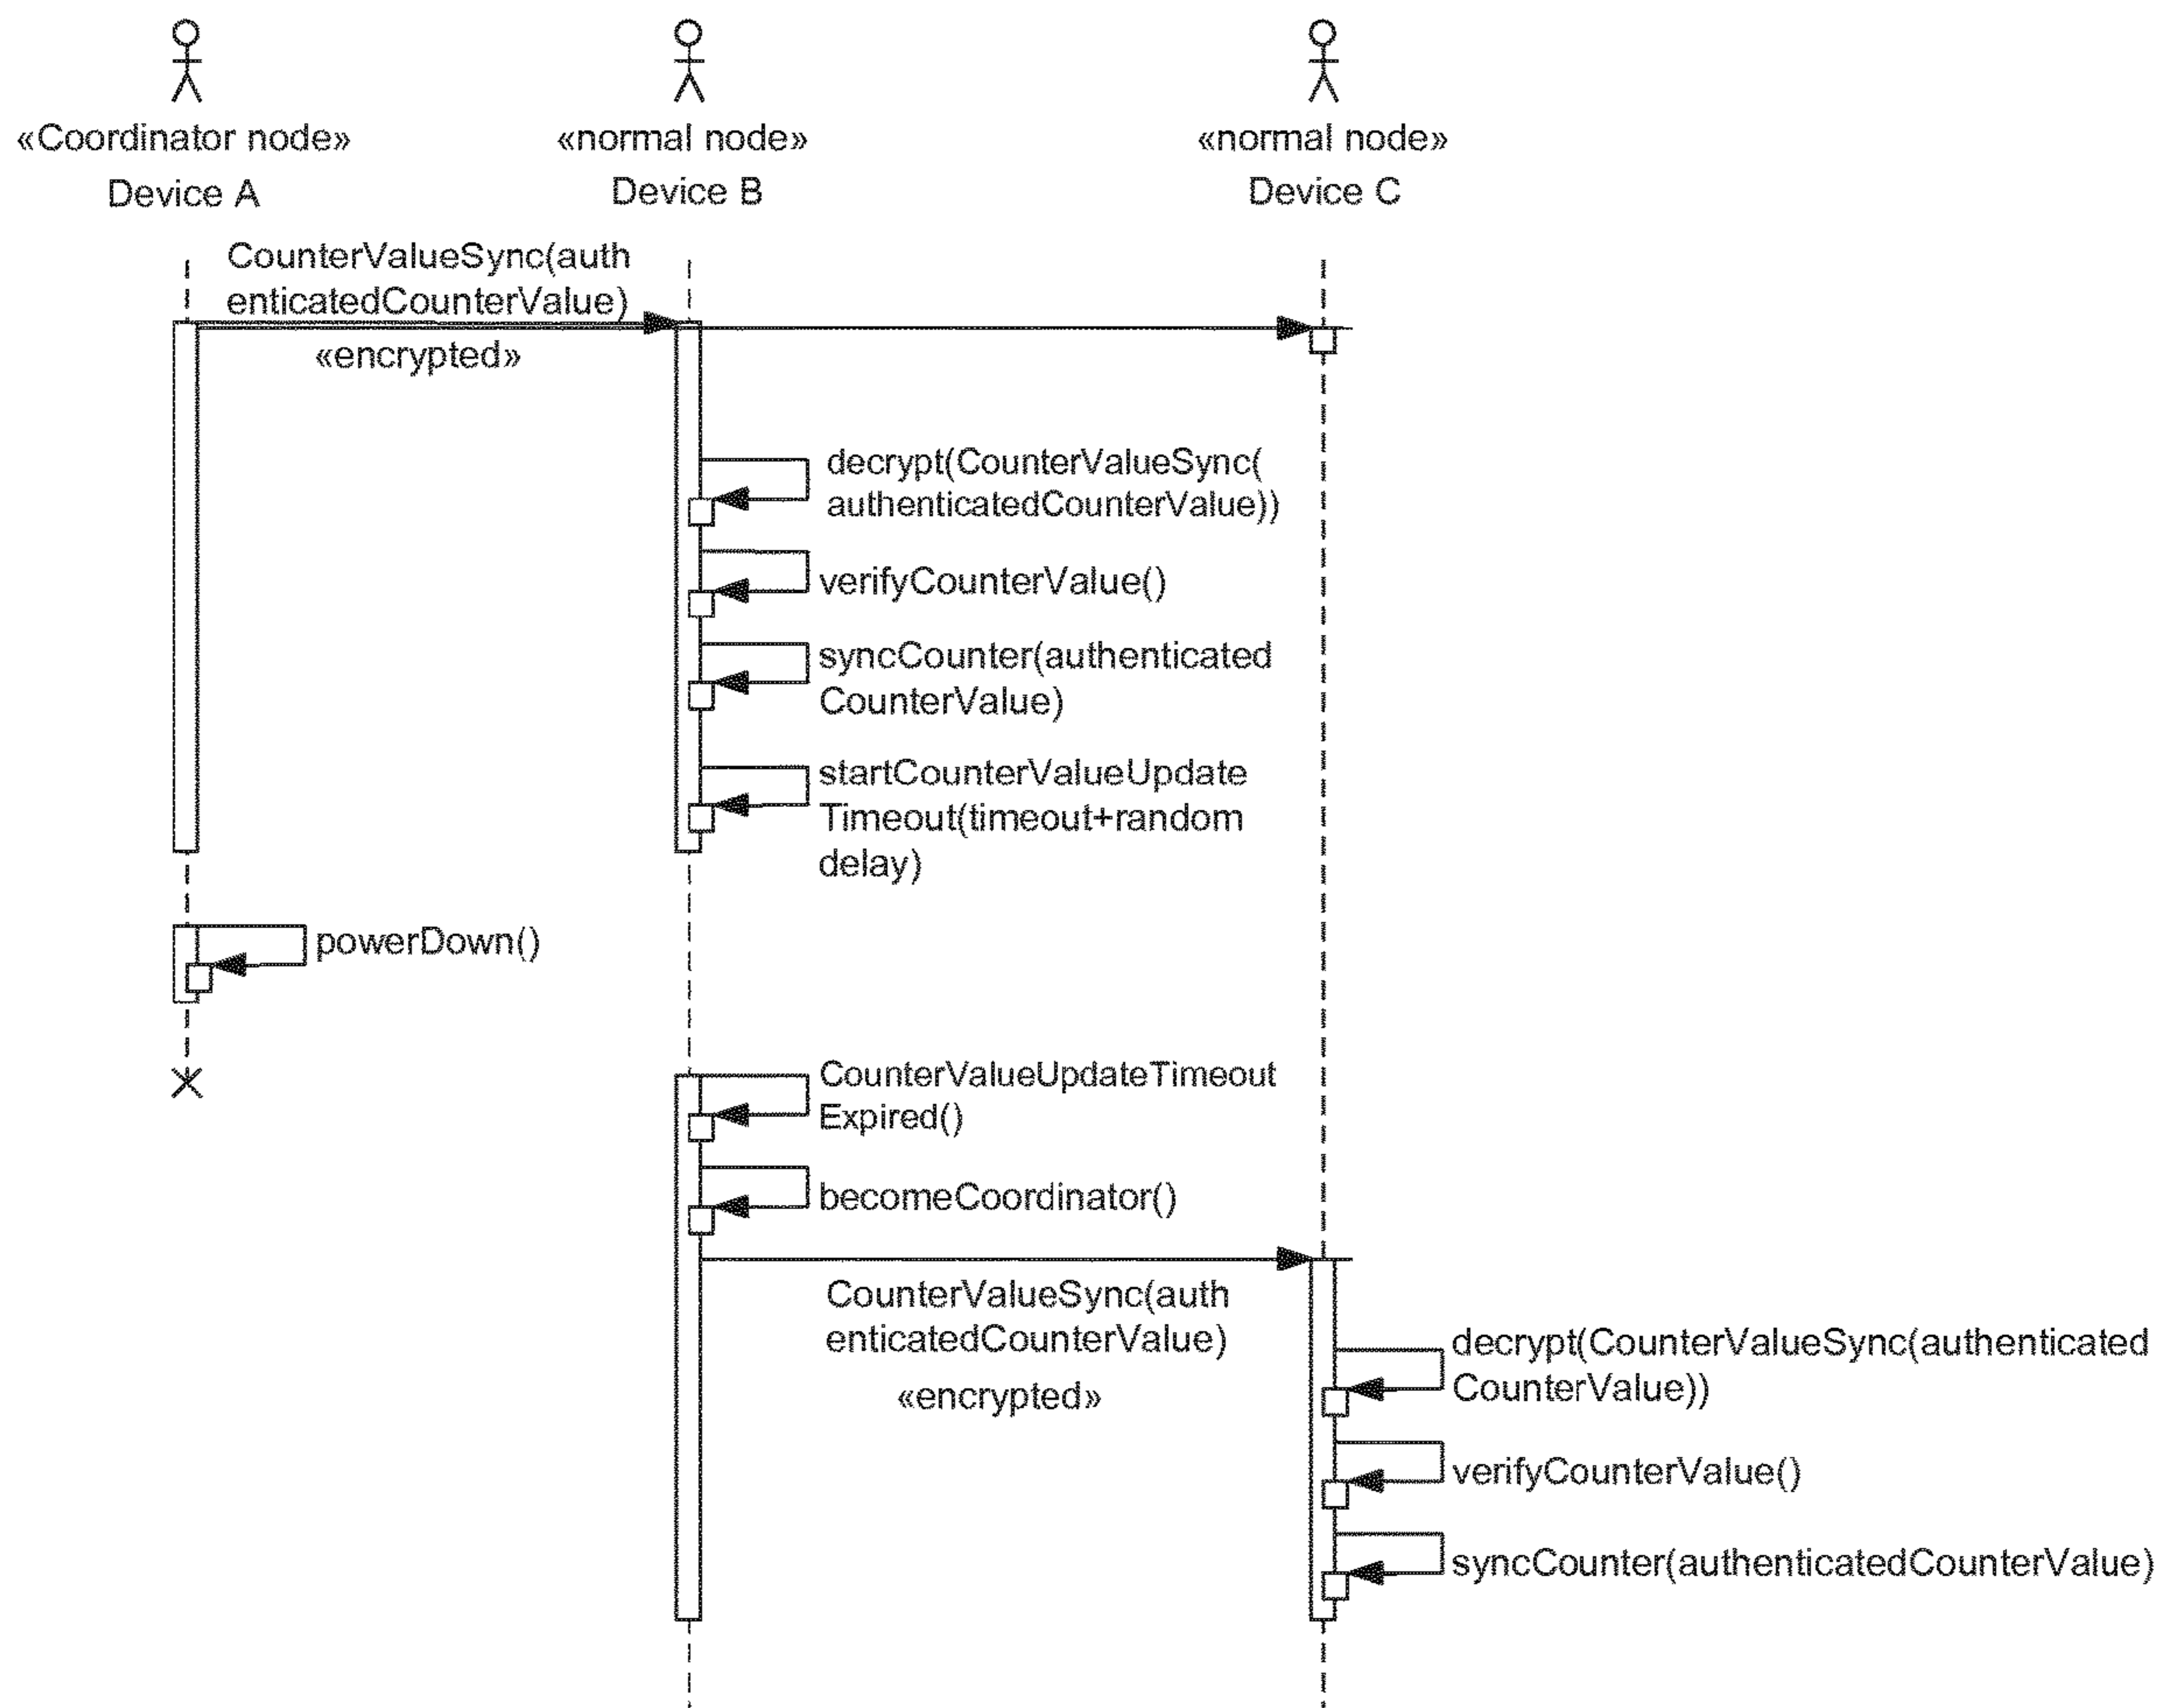 «Coordinator node»
Device A
«normal node»
Device B
«normal node»
Device C
CounterValueSync(auth
enticatedCounterValue)
«encrypted»
decrypt(CounterValueSync(
authenticatedCounterValue))
verifyCounterValue()
syncCounter(authenticated
CounterValue)
startCounterValueUpdate
Timeout(timeout+random
delay)
powerDown()
CounterValueUpdateTimeout
Expired()
becomeCoordinator()
CounterValueSync(auth
enticatedCounterValue)
«encrypted»
decrypt(CounterValueSync(authenticated
CounterValue))
verifyCounterValue()
syncCounter(authenticatedCounterValue)